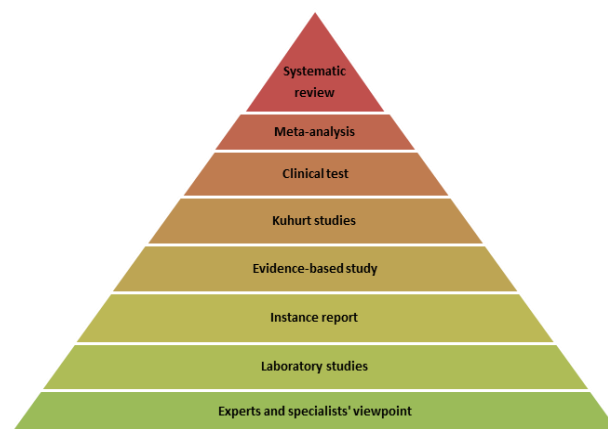 Systematic
review
Meta-analysis
Clinical test
Kuhurt studies
Evidence-based study
Instance report
Laboratory studies
Experts and specialists' viewpoint